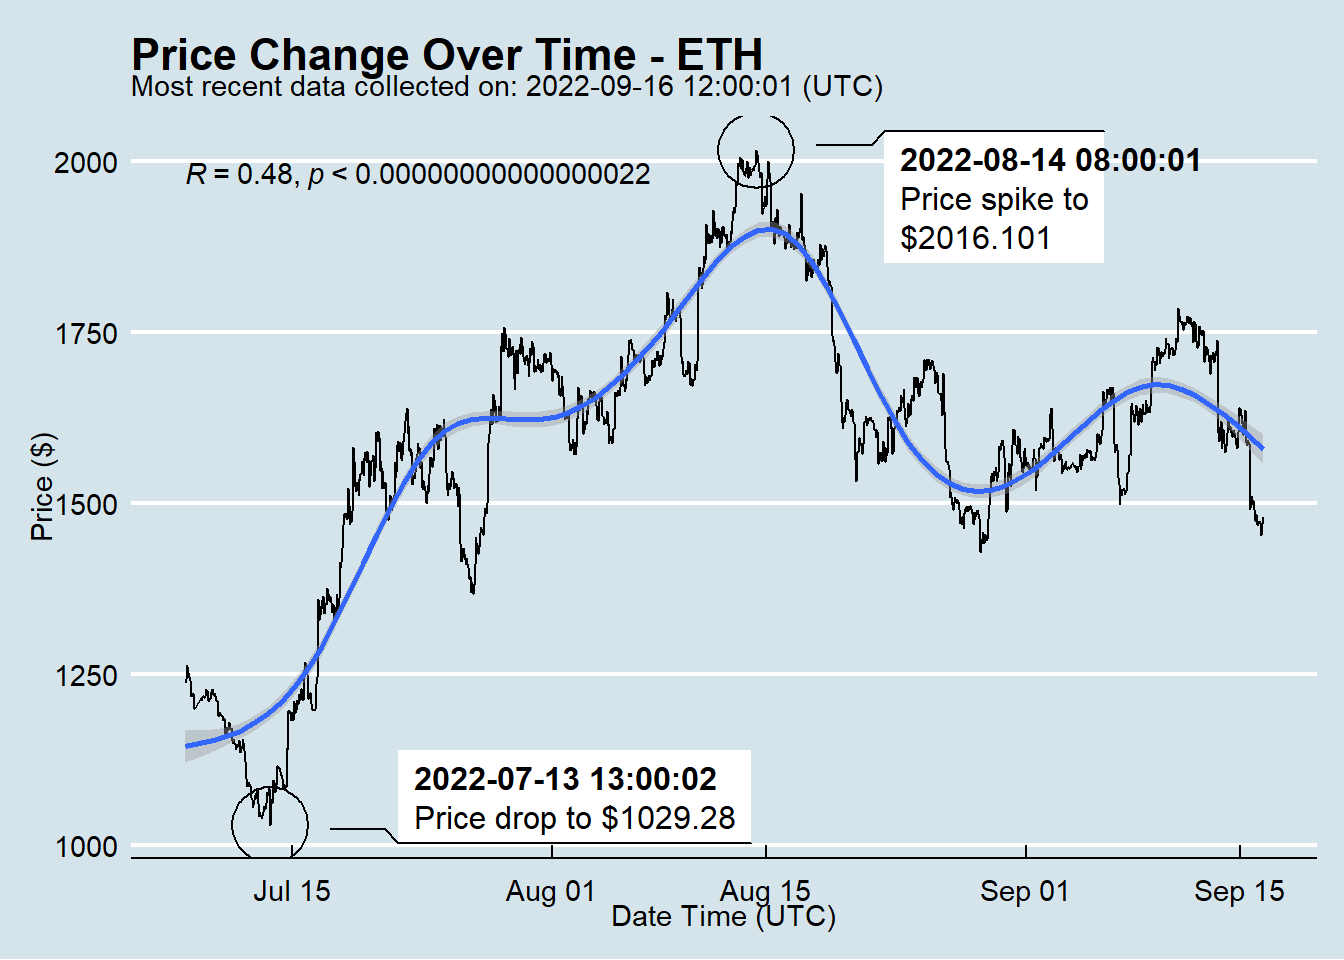 Price Change Over Time - ETH
Most recent data collected on: 2022-09-16 12:00:01 (UTC)
R = 0.48, p < 0.00000000000000022
2022-08-14 08:00:01
Price spike to
$2016.101
2022-07-13 13:00:02
Price drop to $1029.28
Price ($)
2000
1750
1500
1250
1000
Jul 15
Aug 01
Aug 15
Sep 01
Sep 15
Date Time (UTC)